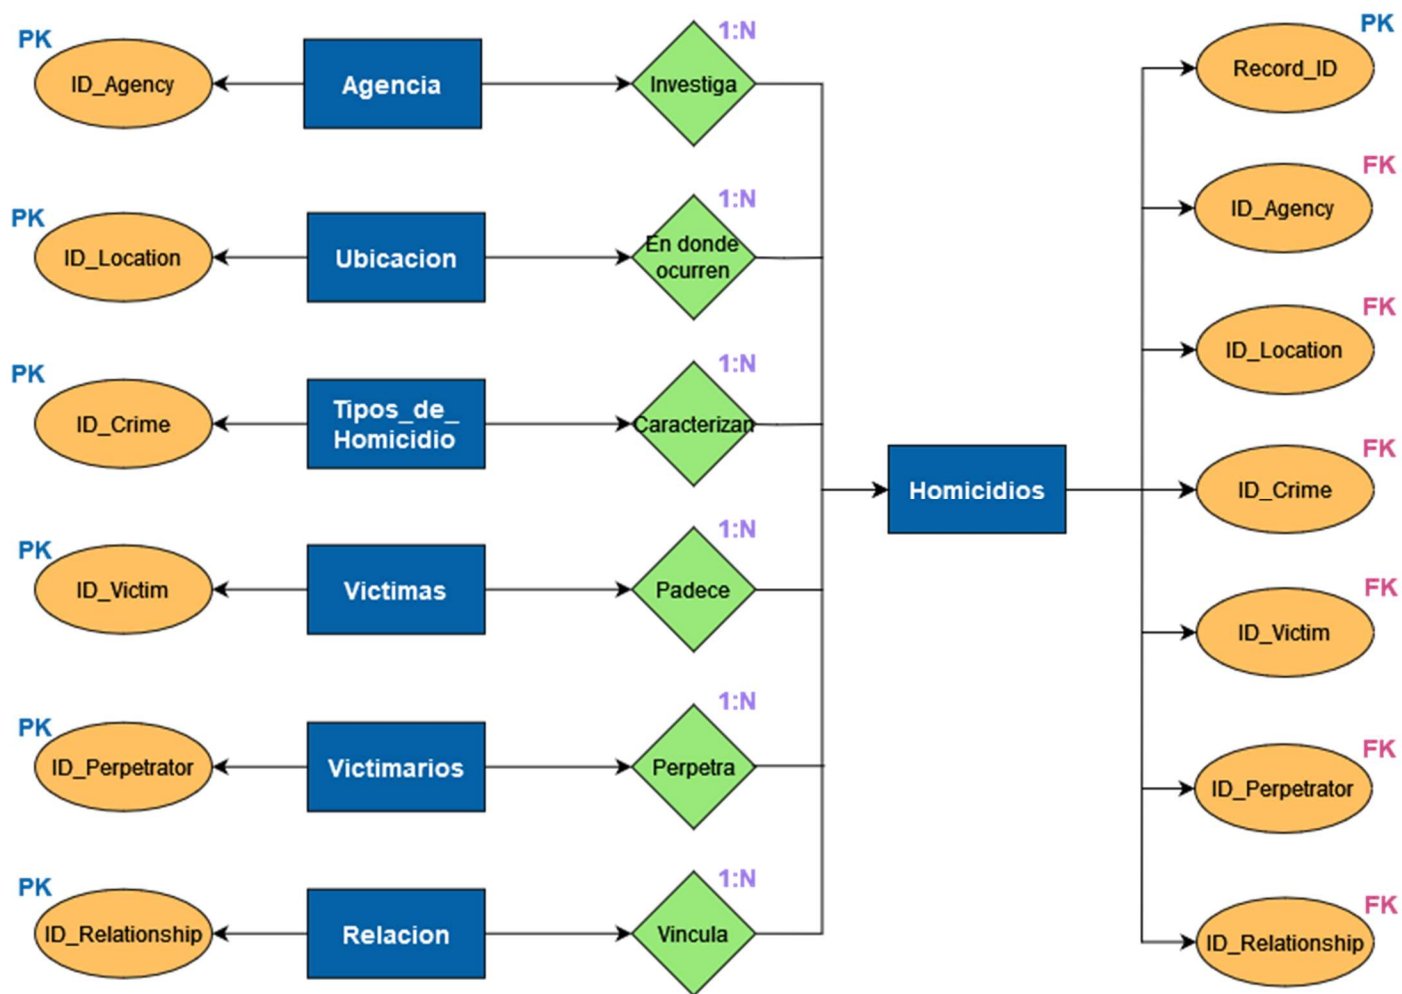 PK
ID_Agency
Agencia
Investiga
1:N
PK
ID_Location
Ubicacion
En donde
ocurren
1:N
PK
ID_Crime
Tipos_de_
Homicidio
Caracterizan
1:N
PK
ID_Victim
Victimas
Padece
1:N
PK
ID_Perpetrator
Victimarios
Perpetra
1:N
PK
ID_Relationship
Relacion
Vincula
1:N
Homicidios
PK
Record_ID
FK
ID_Agency
FK
ID_Location
FK
ID_Crime
FK
ID_Victim
FK
ID_Perpetrator
FK
ID_Relationship